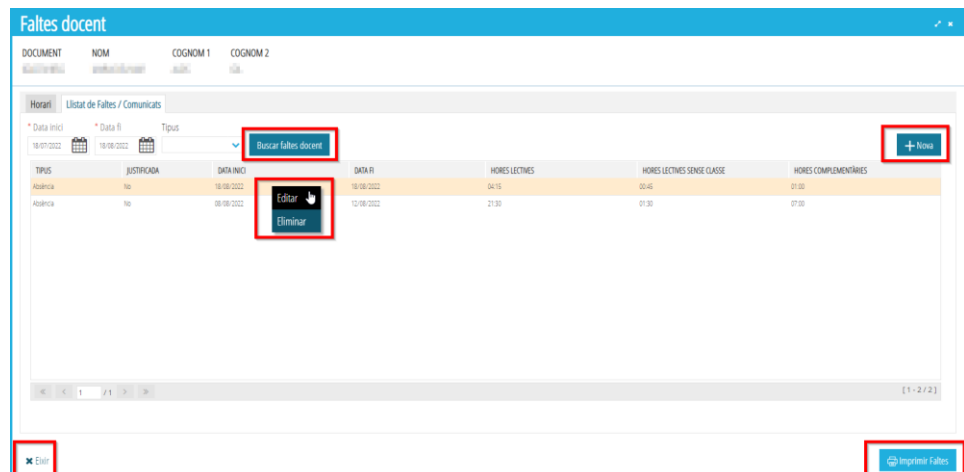 Faltes docent
DOCUMENT NOM COGNOM 1 COGNOM 2
Horari Llistat de Faltes / Comunicats
* Data inici * Data fi Tipus
18/07/2022 18/08/2022 Buscar faltes docent + Nova
TIPUS JUSTIFICADA DATA INICI DATA FI HORES LECTIVES HORES LECTIVES SENSE CLASSE HORES COMPLEMENTÀRIES
Absència No 18/08/2022 18/08/2022 04:15 00:45 01:00
Editar
Absència No 08/08/2022 12/08/2022 21:30 01:30 07:00
Eliminar
1 / 1 [ 1 - 2 / 2 ]
Eixir Imprimir Faltes